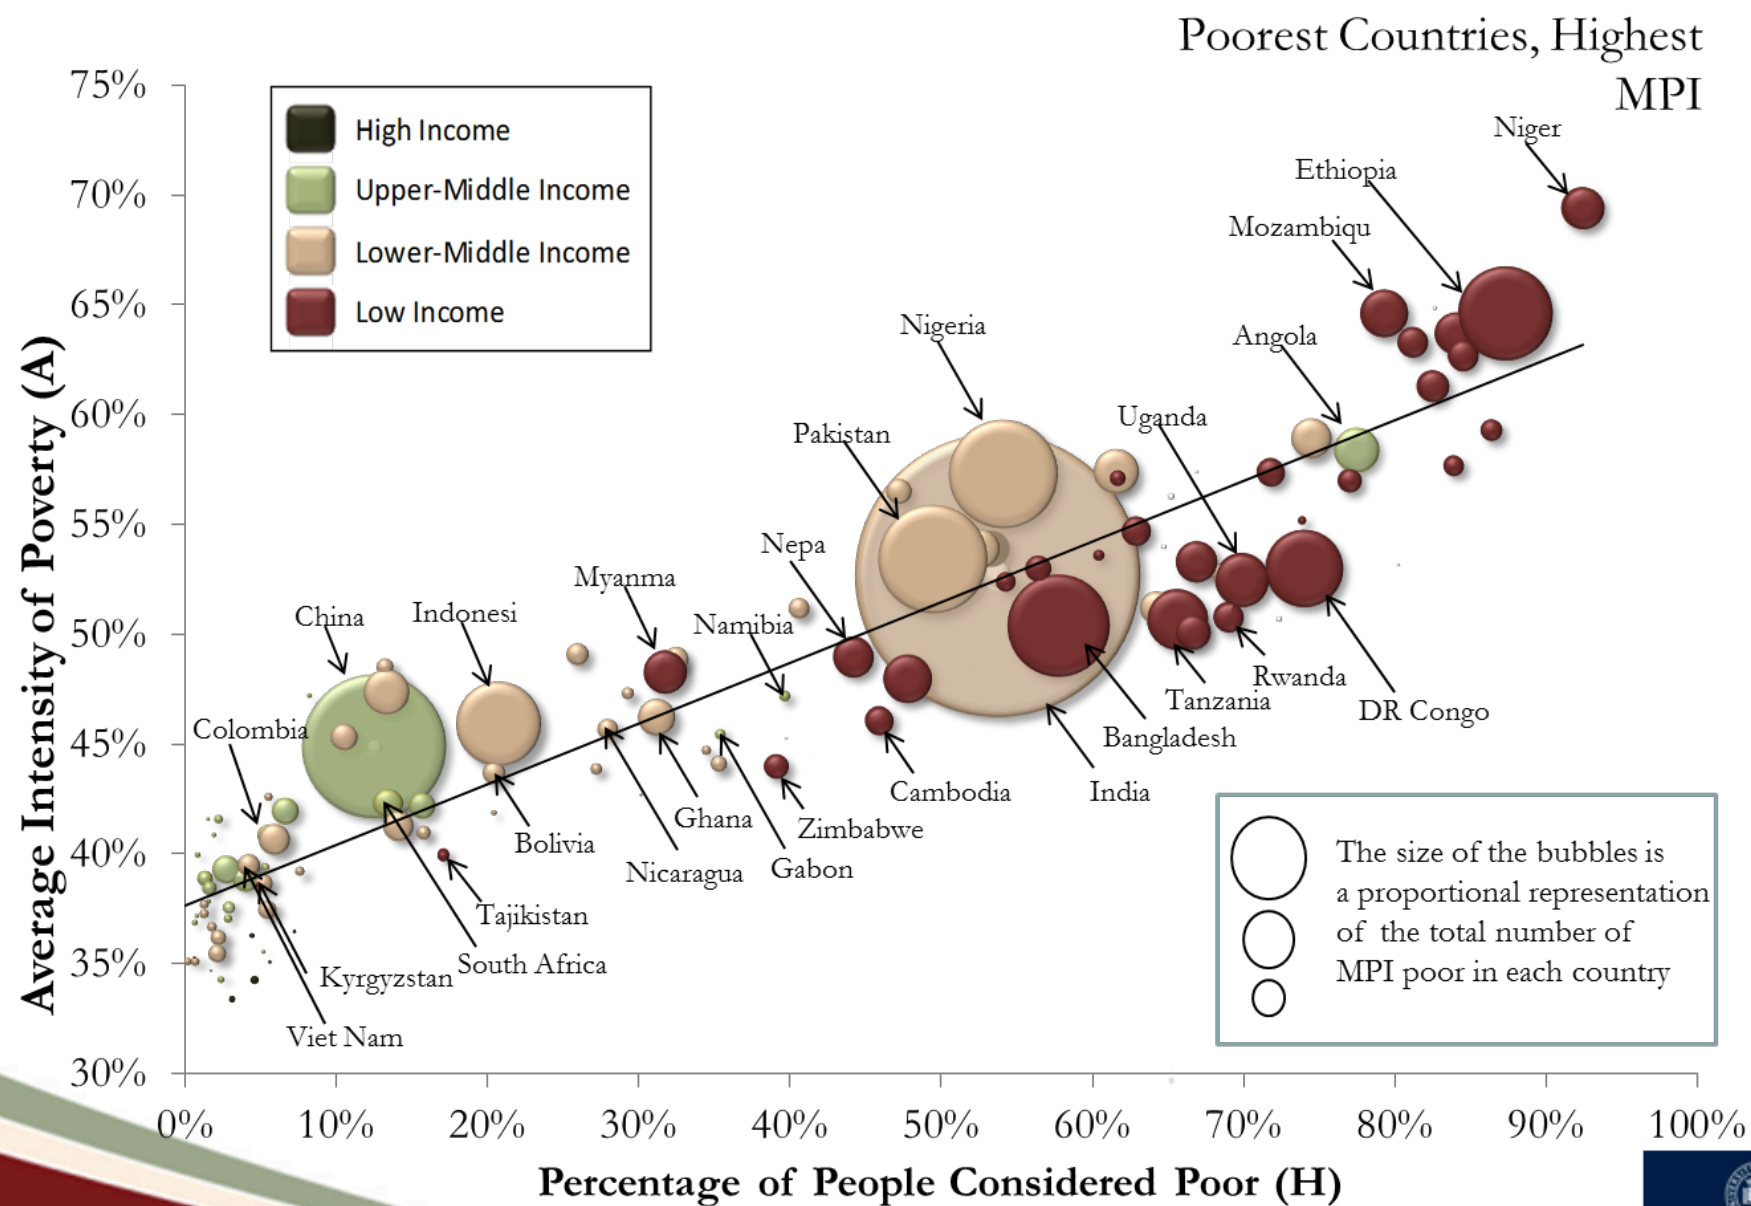 Poorest Countries, Highest
MPI
75%
70%
65%
60%
55%
50%
45%
40%
35%
30%
Average Intensity of Poverty (A)
High Income
Upper-Middle Income
Lower-Middle Income
Low Income
Niger
Ethiopia
Mozambiqu
Nigeria
Angola
Uganda
Pakistan
Nepa
Myanma
Namibia
China
Indonesi
Colombia
Rwanda
Tanzania
DR Congo
Bangladesh
India
Cambodia
Zimbabwe
Ghana
Gabon
Nicaragua
Bolivia
Tajikistan
South Africa
Kyrgyzstan
Viet Nam
The size of the bubbles is
a proportional representation
of the total number of
MPI poor in each country
0%
10%
20%
30%
40%
50%
60%
70%
80%
90%
100%
Percentage of People Considered Poor (H)